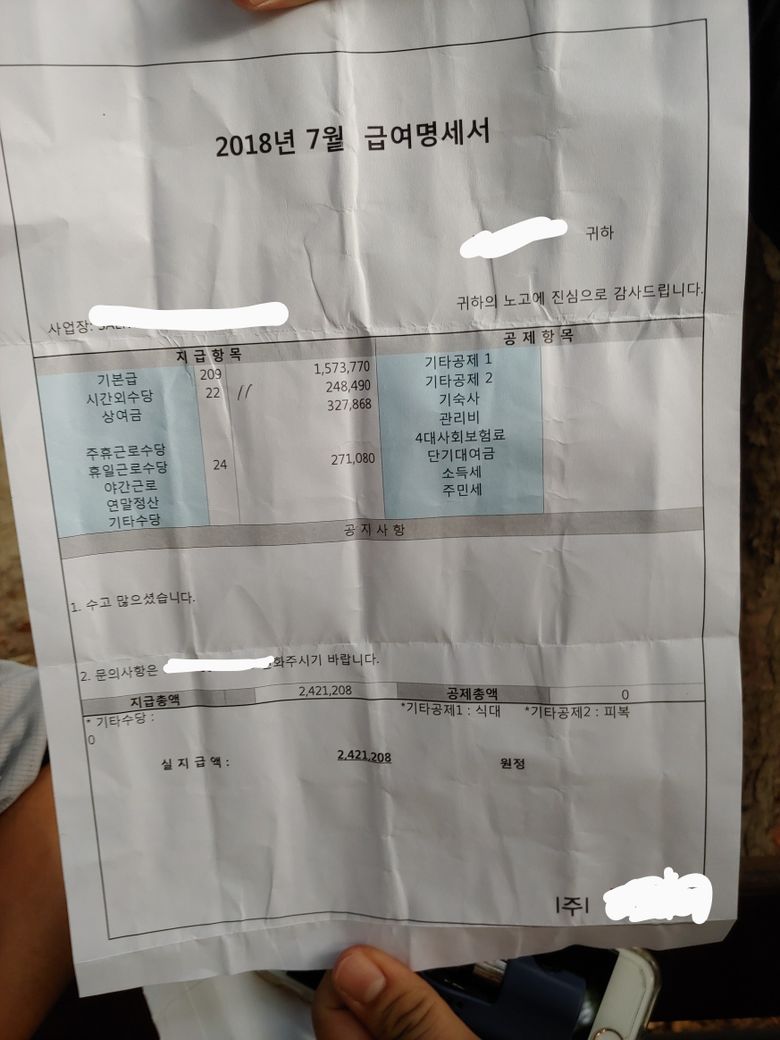 2018년 7월 급여명세서
귀하
귀하의 노고에 진심으로 감사드립니다.
사업장:
지급항목 공제항목
기본급 209 1,573,770 기타공제 1
시간외수당 22 248,490 기타공제 2
상여금 327,868 기숙사
관리비
주휴근로수당 4대사회보험료
휴일근로수당 24 271,080 단기대여금
야간근로 소득세
연말정산 주민세
기타수당
공지사항
1. 수고 많으셨습니다.
2. 문의사항은 화주시기 바랍니다.
지급총액 2,421,208 공제총액 0
* 기타수당 : *기타공제1 : 식대 *기타공제2 : 피복
0
실지급액: 2,421,208 원정
|주|